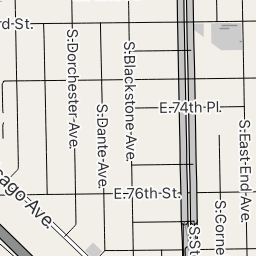 rd St.
S. Dorchester Ave.
S. Blackstone Ave.
S. Dante Ave.
E. 74th Pl.
S. East End Ave.
E. 76th St.
ago Ave.
S. Corne
S. St